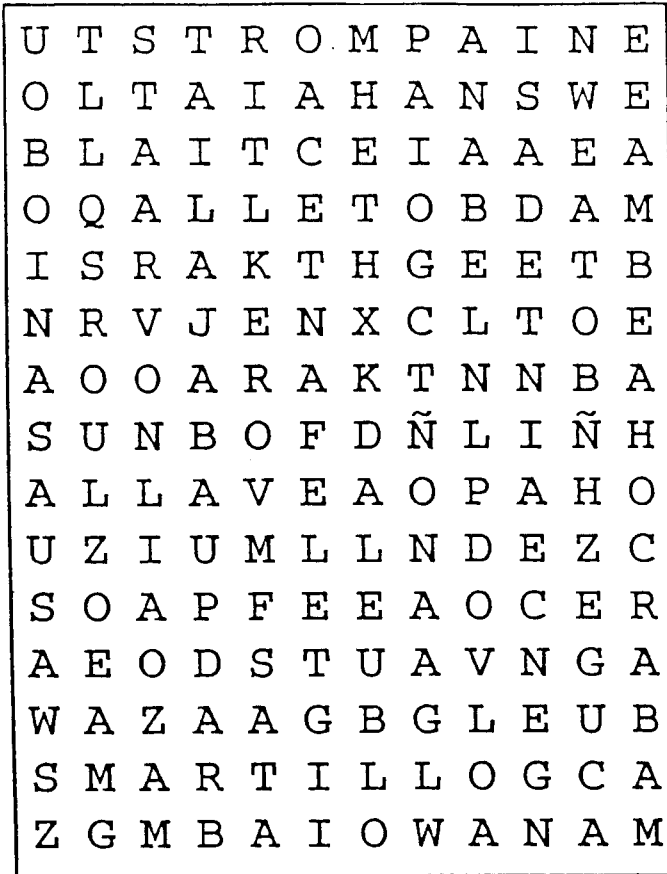 U T S T R O M P A I N E
O L T A I A H A N S W E
B L A I T C E I A A E A
O Q A L L E T O B D A M
I S R A K T H G E E T B
N R V J E N X C L T O E
A O O A R A K T N N B A
S U N B O F D Ñ L I Ñ H
A L L A V E A O P A H O
U Z I U M L L N D E Z C
S O A P F E E A O C E R
A E O D S T U A V N G A
W A Z A A G B G L E U B
S M A R T I L L O G C A
Z G M B A I O W A N A M